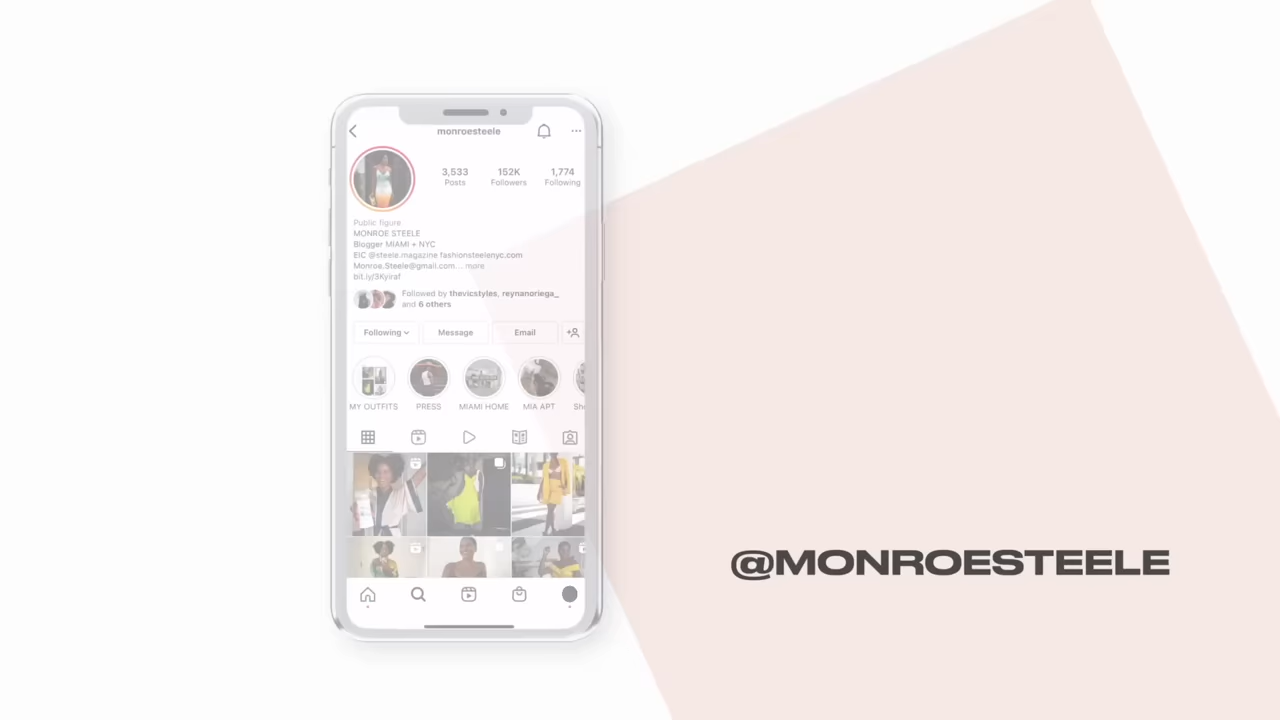 monroesteele
3,533 152K 1,774
Posts Followers Following
Public figure
MONROE STEELE
Blogger MIAMI + NYC
EIC @steele.magazine fashionsteelenyc.com
Monroe.Steele@gmail.com... more
bit.ly/3Kyiraf
Followed by thevicstyles, reynanoriega_
and 6 others
Following Message Email
MY OUTFITS PRESS MIAMI HOME MIA APT Sh
@MONROESTEELE